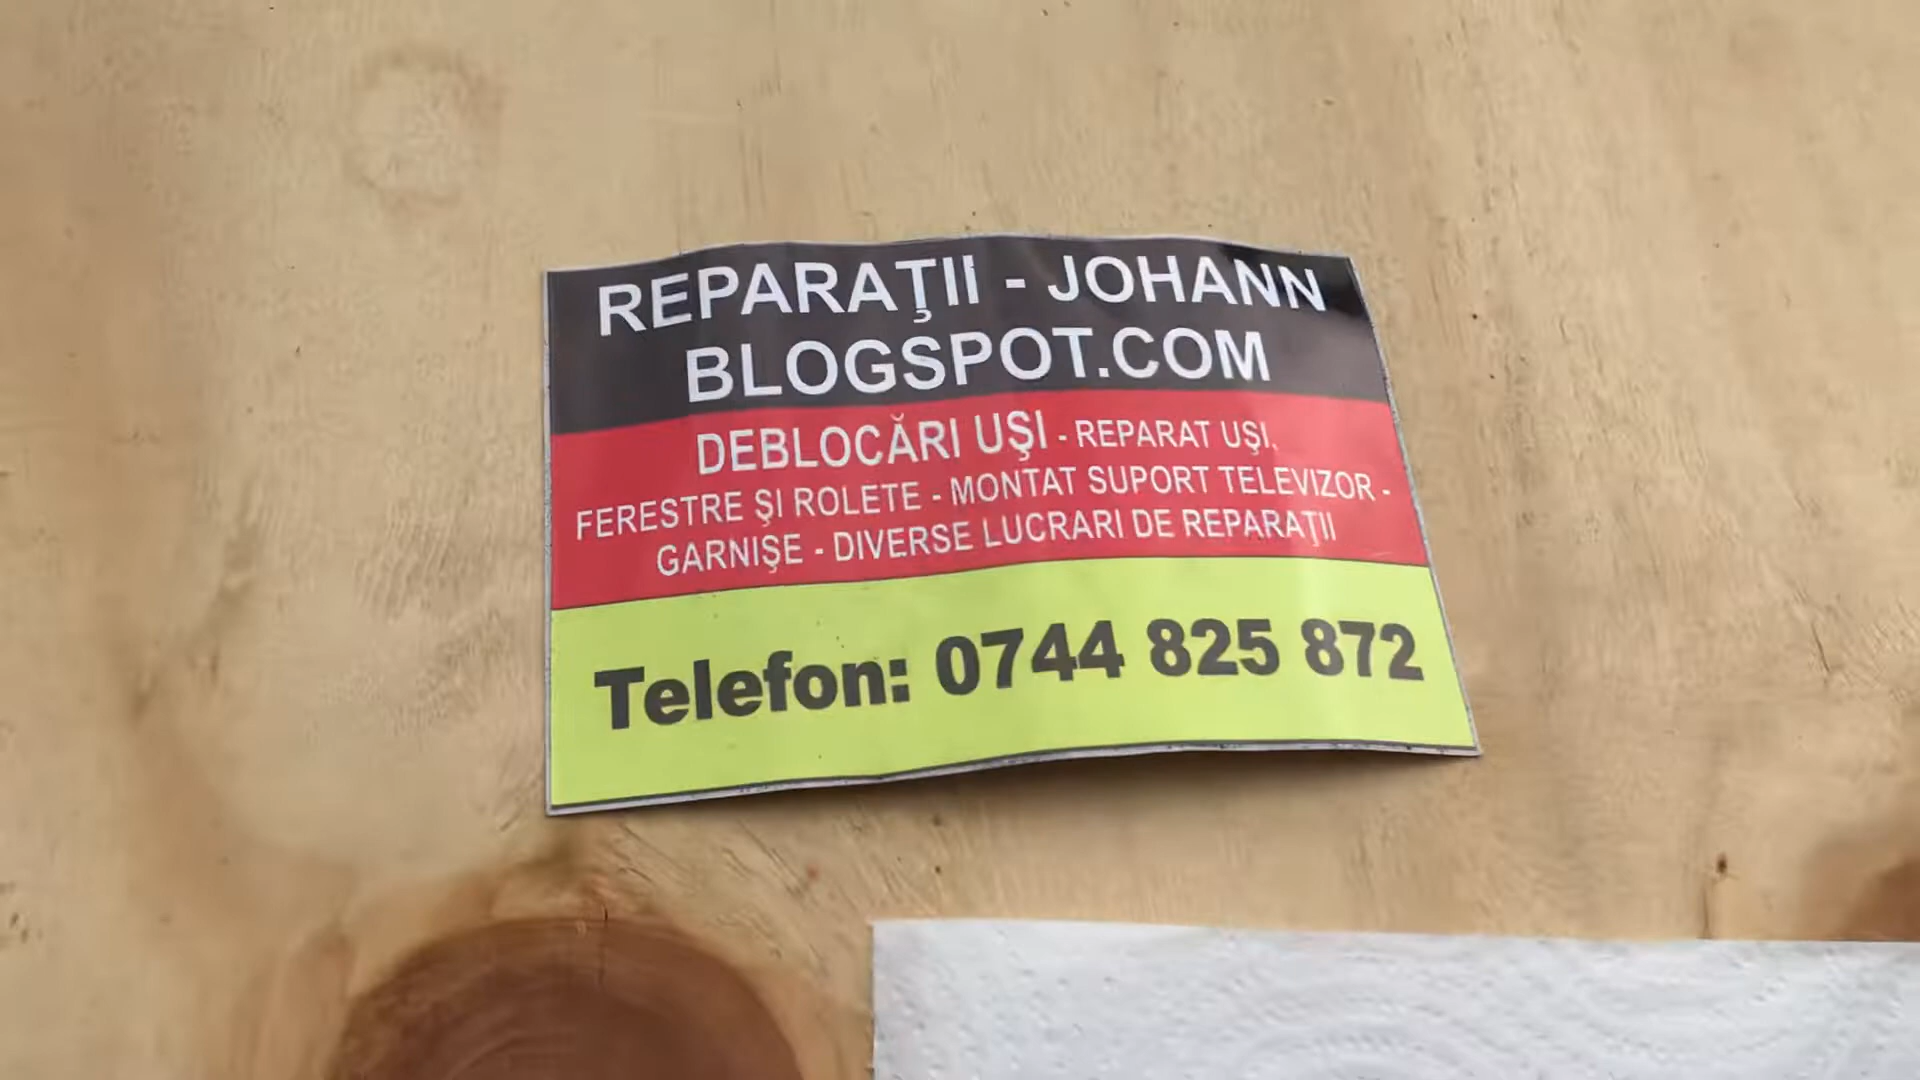 REPARAŢII - JOHANN
BLOGSPOT.COM
DEBLOCĂRI UŞI - REPARAT UŞI.
FERESTRE ŞI ROLETE - MONTAT SUPORT TELEVIZOR -
GARNIŞE - DIVERSE LUCRARI DE REPARAŢII
Telefon: 0744 825 872